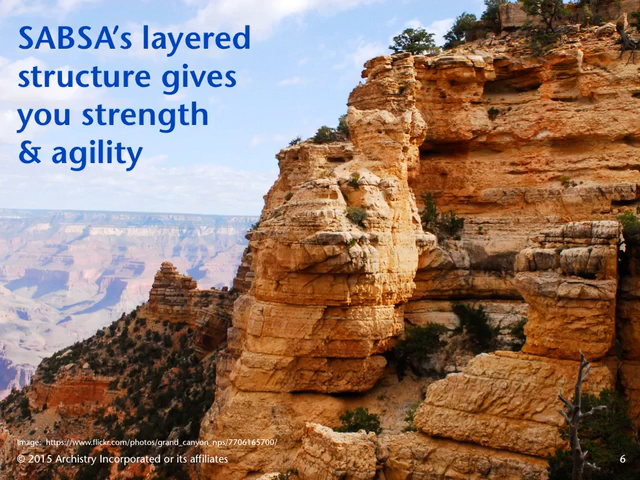 SABSA’s layered
structure gives
you strength
& agility
Image: https://www.flickr.com/photos/grand_canyon_nps/7706165700/
© 2015 Archistry Incorporated or its affiliates
6